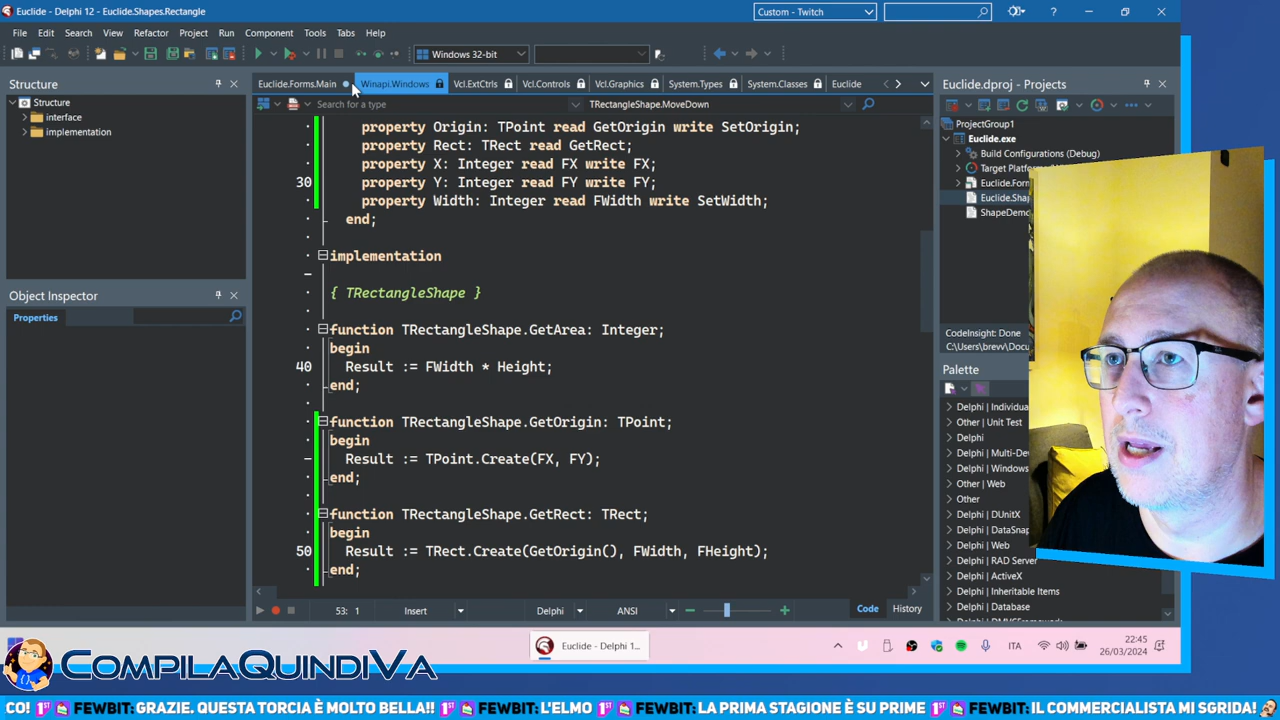 Euclide - Delphi 12 - Euclide.Shapes.Rectangle
Custom - Twitch
?
File Edit Search View Refactor Project Run Component Tools Tabs Help
Windows 32-bit
Structure
Structure
interface
implementation
Object Inspector
Properties
Euclide.Forms.Main Winapi.Windows Vcl.ExtCtrls Vcl.Controls Vcl.Graphics System.Types System.Classes Euclide
Search for a type
TRectangleShape.MoveDown
property Origin: TPoint read GetOrigin write SetOrigin;
property Rect: TRect read GetRect;
property X: Integer read FX write FX;
30 property Y: Integer read FY write FY;
property Width: Integer read FWidth write SetWidth;
end;
implementation
{ TRectangleShape }
function TRectangleShape.GetArea: Integer;
begin
40 Result := FWidth * Height;
end;
function TRectangleShape.GetOrigin: TPoint;
begin
Result := TPoint.Create(FX, FY);
end;
function TRectangleShape.GetRect: TRect;
begin
50 Result := TRect.Create(GetOrigin(), FWidth, FHeight);
end;
53: 1 Insert Delphi ANSI Code History
Euclide.dproj - Projects
ProjectGroup1
Euclide.exe
Build Configurations (Debug)
Target Platfo
Euclide.Form
Euclide.Sha
ShapeDemo
CodeInsight: Done
C:\Users\brevv\Docu
Palette
Delphi | Individua
Other | Unit Test
Delphi
Delphi | Multi-Dev
Delphi | Windows
Other | Web
Other
Delphi | DUnitX
Delphi | DataSnap
Delphi | Web
Delphi | RAD Server
Delphi | ActiveX
Delphi | Inheritable Items
Delphi | Database
Euclide - Delphi 1...
ITA
22:45
26/03/2024
COMPILAQUINDIVA
CO! 1st FEWBIT: GRAZIE. QUESTA TORCIA È MOLTO BELLA!! 1st FEWBIT: L'ELMO 1st FEWBIT: LA PRIMA STAGIONE È SU PRIME 1st FEWBIT: IL COMMERCIALISTA MI SGRIDA!